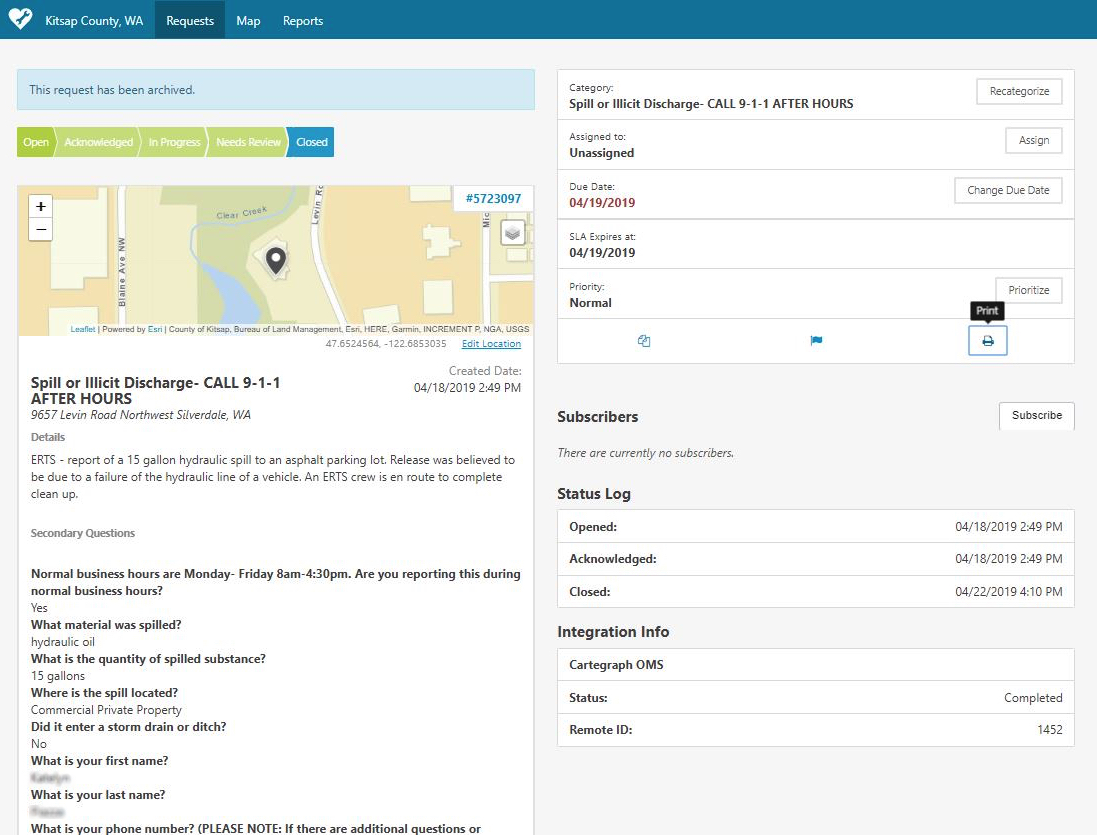 Kitsap County, WA
Requests
Map
Reports
This request has been archived.
Open
Acknowledged
In Progress
Needs Review
Closed
+
−
Clear Creek
Blaine Ave NW
Levin Ro
Mic
#5723097
Leaflet | Powered by Esri | County of Kitsap, Bureau of Land Management, Esri, HERE, Garmin, INCREMENT P, NGA, USGS
47.6524564, -122.6853035
Edit Location
Created Date:
04/18/2019 2:49 PM
Spill or Illicit Discharge- CALL 9-1-1
AFTER HOURS
9657 Levin Road Northwest Silverdale, WA
Details
ERTS - report of a 15 gallon hydraulic spill to an asphalt parking lot. Release was believed to
be due to a failure of the hydraulic line of a vehicle. An ERTS crew is en route to complete
clean up.
Secondary Questions
Normal business hours are Monday- Friday 8am-4:30pm. Are you reporting this during
normal business hours?
Yes
What material was spilled?
hydraulic oil
What is the quantity of spilled substance?
15 gallons
Where is the spill located?
Commercial Private Property
Did it enter a storm drain or ditch?
No
What is your first name?
What is your last name?
What is your phone number? (PLEASE NOTE: If there are additional questions or
Category:
Spill or Illicit Discharge- CALL 9-1-1 AFTER HOURS
Recategorize
Assigned to:
Unassigned
Assign
Due Date:
04/19/2019
Change Due Date
SLA Expires at:
04/19/2019
Priority:
Normal
Prioritize
Print
Subscribers
Subscribe
There are currently no subscribers.
Status Log
Opened: 04/18/2019 2:49 PM
Acknowledged: 04/18/2019 2:49 PM
Closed: 04/22/2019 4:10 PM
Integration Info
Cartegraph OMS
Status: Completed
Remote ID: 1452